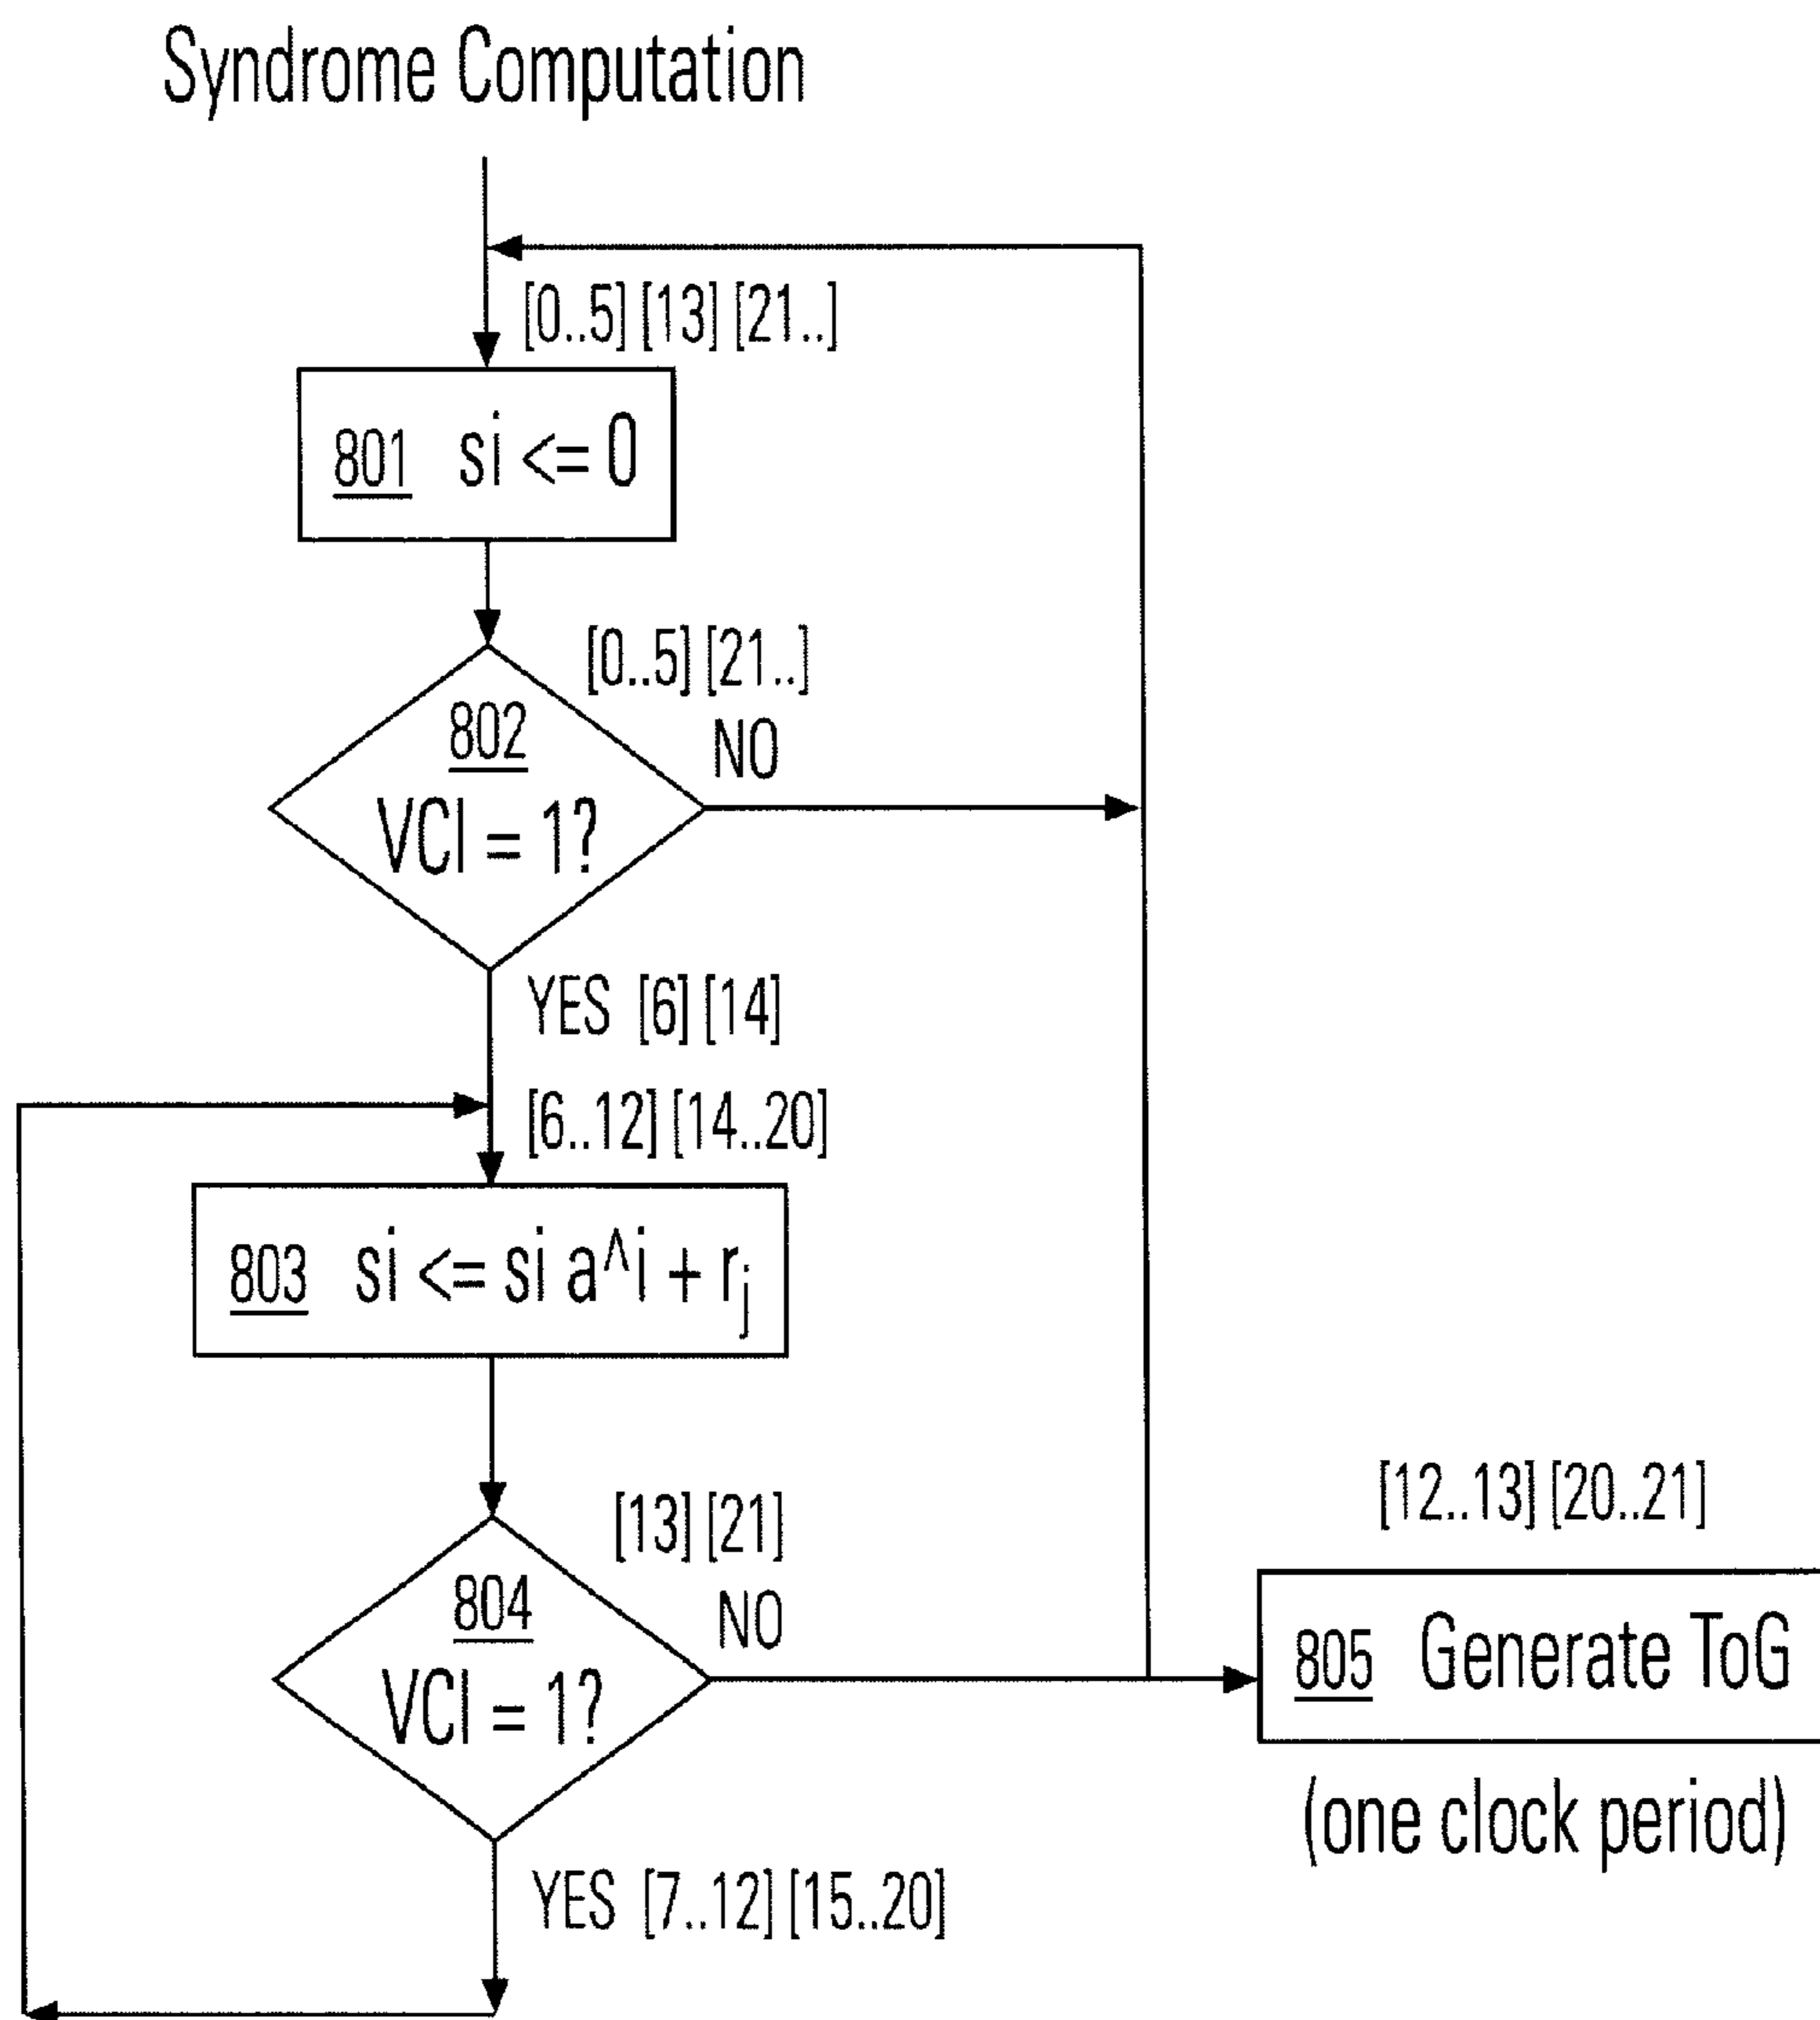 Syndrome Computation
[0..5] [13] [21..]
801 si <= 0
[0..5] [21..]
802
NO
VCI = 1?
YES [6] [14]
[6..12] [14..20]
803 si <= si a^i + rj
[13] [21]
804
NO
VCI = 1?
[12..13] [20..21]
805 Generate ToG
(one clock period)
YES [7..12] [15..20]